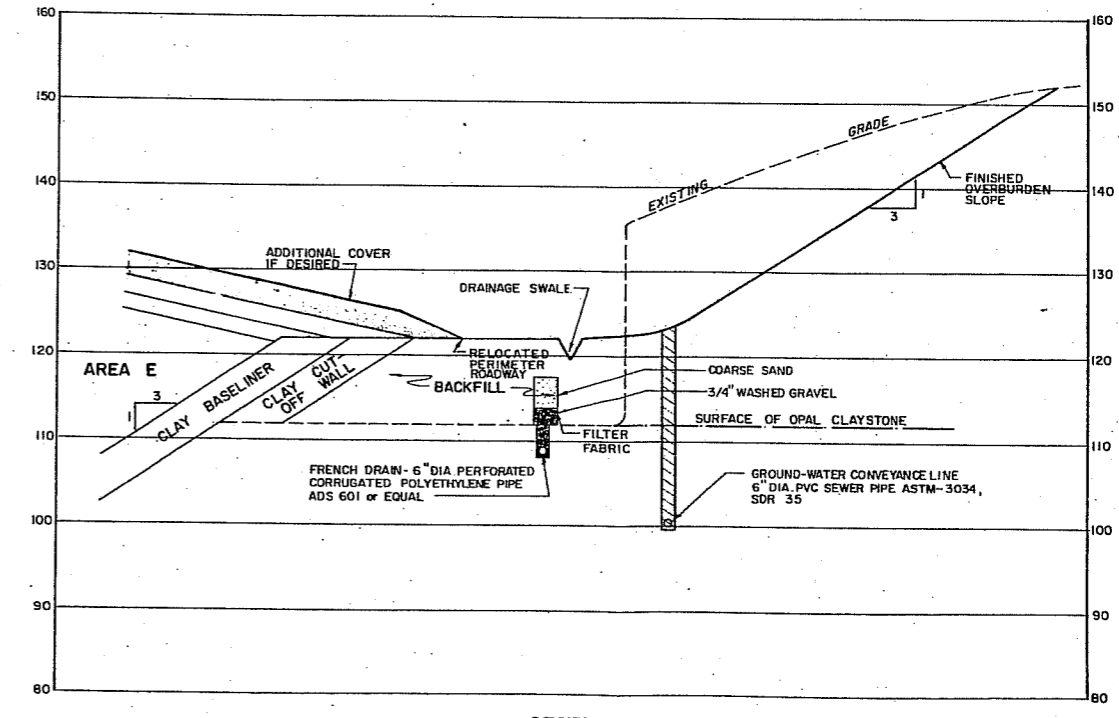 160
160
150
150
140
140
130
130
120
120
110
110
100
100
90
90
80
80
EXISTING
GRADE
FINISHED
OVERBURDEN
SLOPE
1
3
ADDITIONAL COVER
IF DESIRED
DRAINAGE SWALE
RELOCATED
PERIMETER
ROADWAY
BACKFILL
AREA E
3
1
CLAY BASELINER
CLAY CUT-
OFF WALL
COARSE SAND
3/4" WASHED GRAVEL
SURFACE OF OPAL CLAYSTONE
FILTER
FABRIC
FRENCH DRAIN- 6" DIA. PERFORATED
CORRUGATED POLYETHYLENE PIPE
ADS 601 or EQUAL
GROUND-WATER CONVEYANCE LINE
6" DIA. PVC SEWER PIPE ASTM-3034,
SDR 35